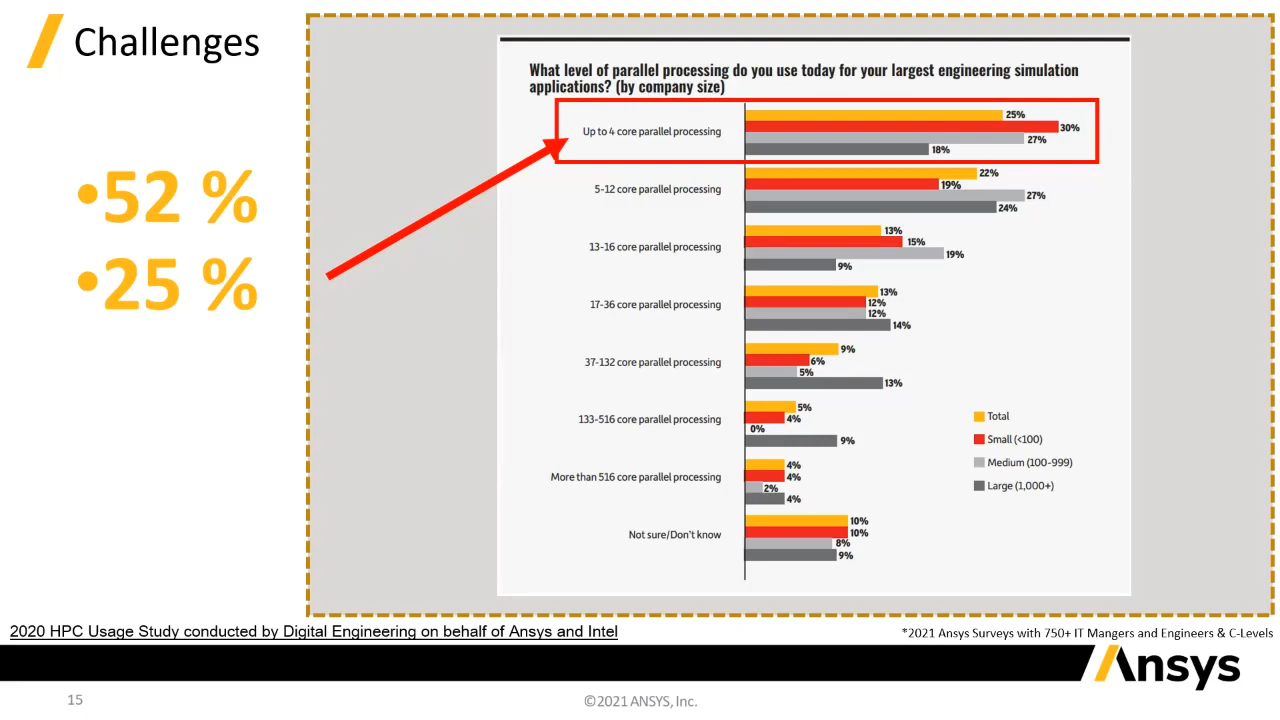 Challenges
•52 %
•25 %
What level of parallel processing do you use today for your largest engineering simulation
applications? (by company size)
Up to 4 core parallel processing
25%
30%
27%
18%
5-12 core parallel processing
22%
19%
27%
24%
13-16 core parallel processing
13%
15%
19%
9%
17-36 core parallel processing
13%
12%
12%
14%
37-132 core parallel processing
9%
6%
5%
13%
133-516 core parallel processing
5%
4%
0%
9%
More than 516 core parallel processing
4%
4%
2%
4%
Not sure/Don't know
10%
10%
8%
9%
Total
Small (<100)
Medium (100-999)
Large (1,000+)
2020 HPC Usage Study conducted by Digital Engineering on behalf of Ansys and Intel
*2021 Ansys Surveys with 750+ IT Mangers and Engineers & C-Levels
Ansys
15
©2021 ANSYS, Inc.